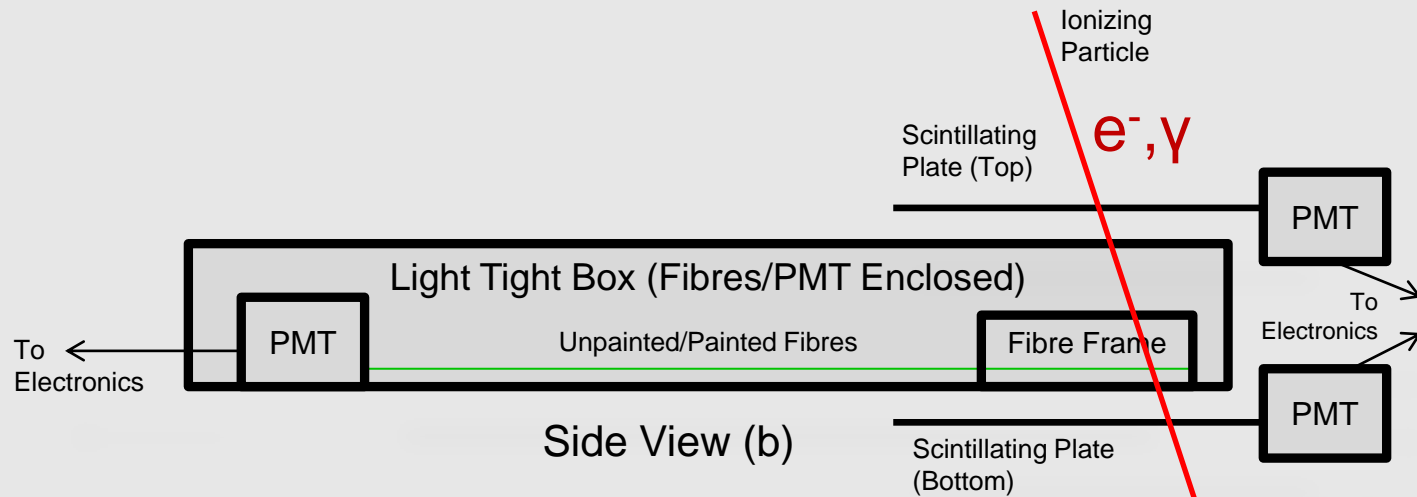 Ionizing
Particle
e⁻,γ
Scintillating
Plate (Top)
PMT
Light Tight Box (Fibres/PMT Enclosed)
To
Electronics
PMT
Unpainted/Painted Fibres
Fibre Frame
To
Electronics
PMT
Side View (b)
Scintillating Plate
(Bottom)